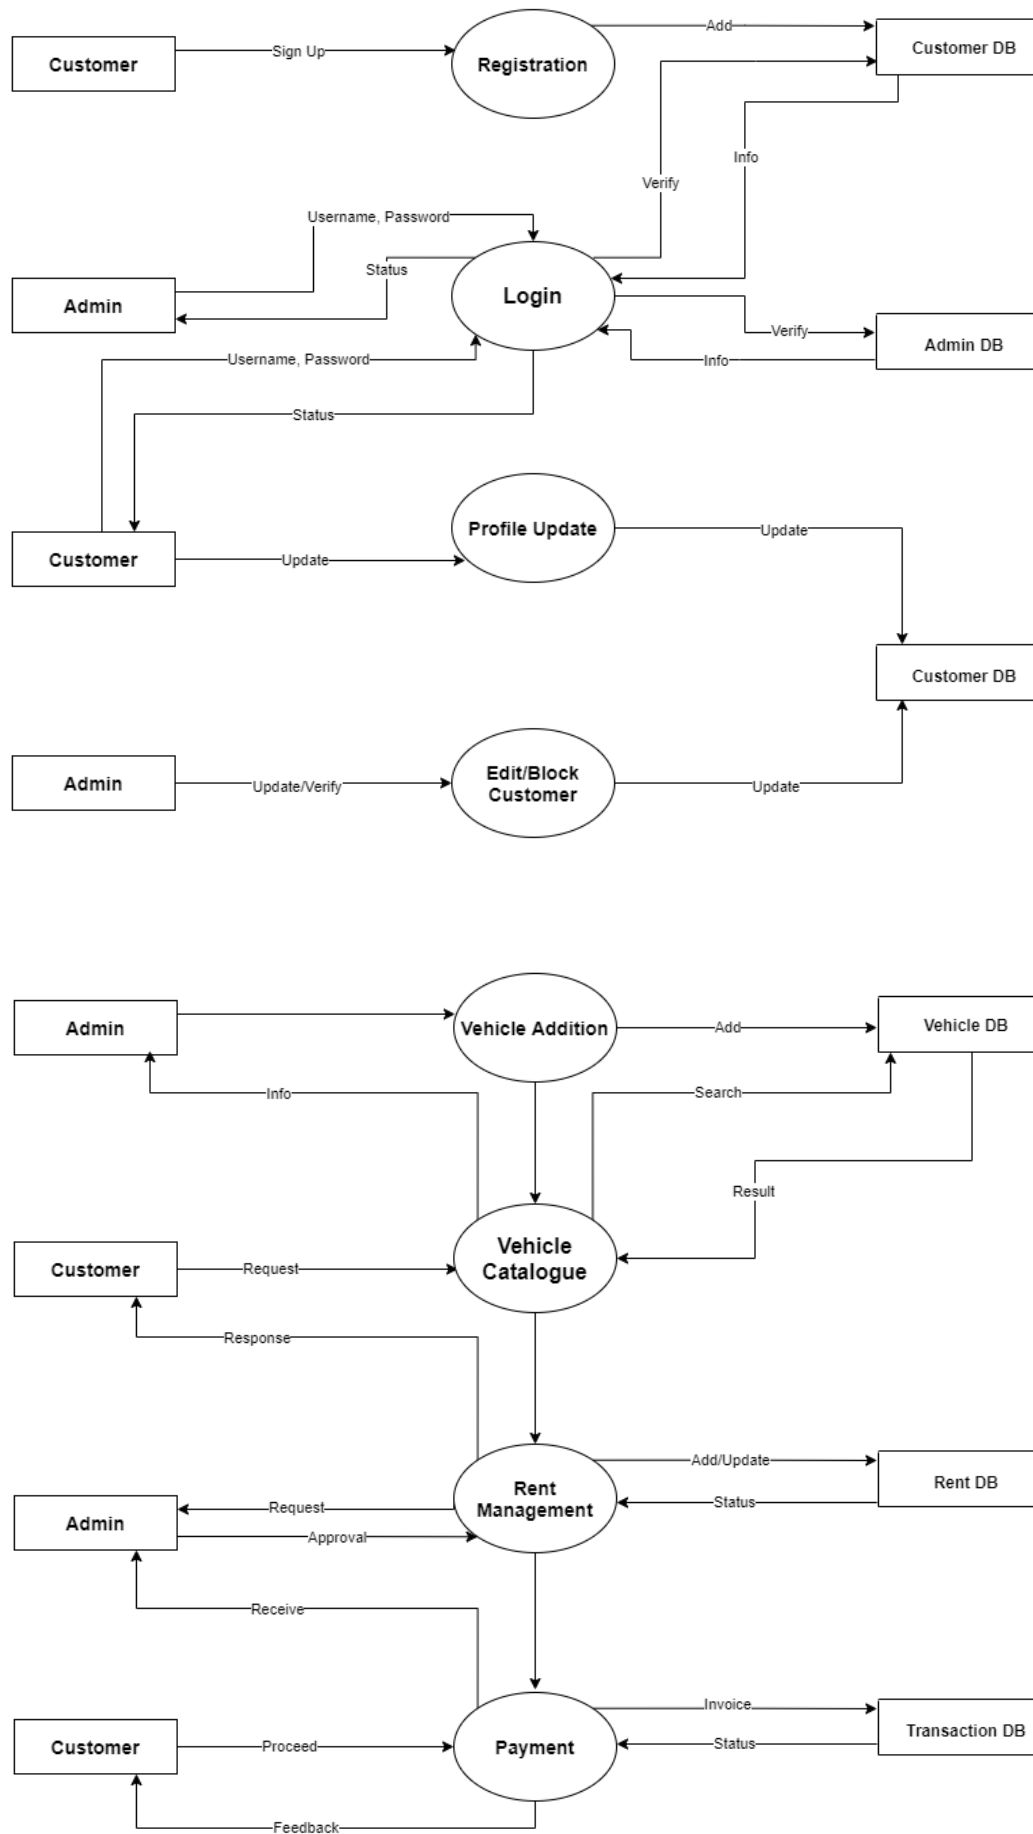 Add
Customer DB
Customer
Sign Up
Registration
Info
Verify
Username, Password
Status
Admin
Login
Verify
Admin DB
Username, Password
Info
Status
Profile Update
Update
Customer
Update
Customer DB
Admin
Update/Verify
Edit/Block
Customer
Update
Admin
Vehicle Addition
Add
Vehicle DB
Info
Search
Result
Vehicle
Catalogue
Customer
Request
Response
Add/Update
Rent
Management
Rent DB
Request
Status
Admin
Approval
Receive
Invoice
Transaction DB
Customer
Proceed
Payment
Status
Feedback